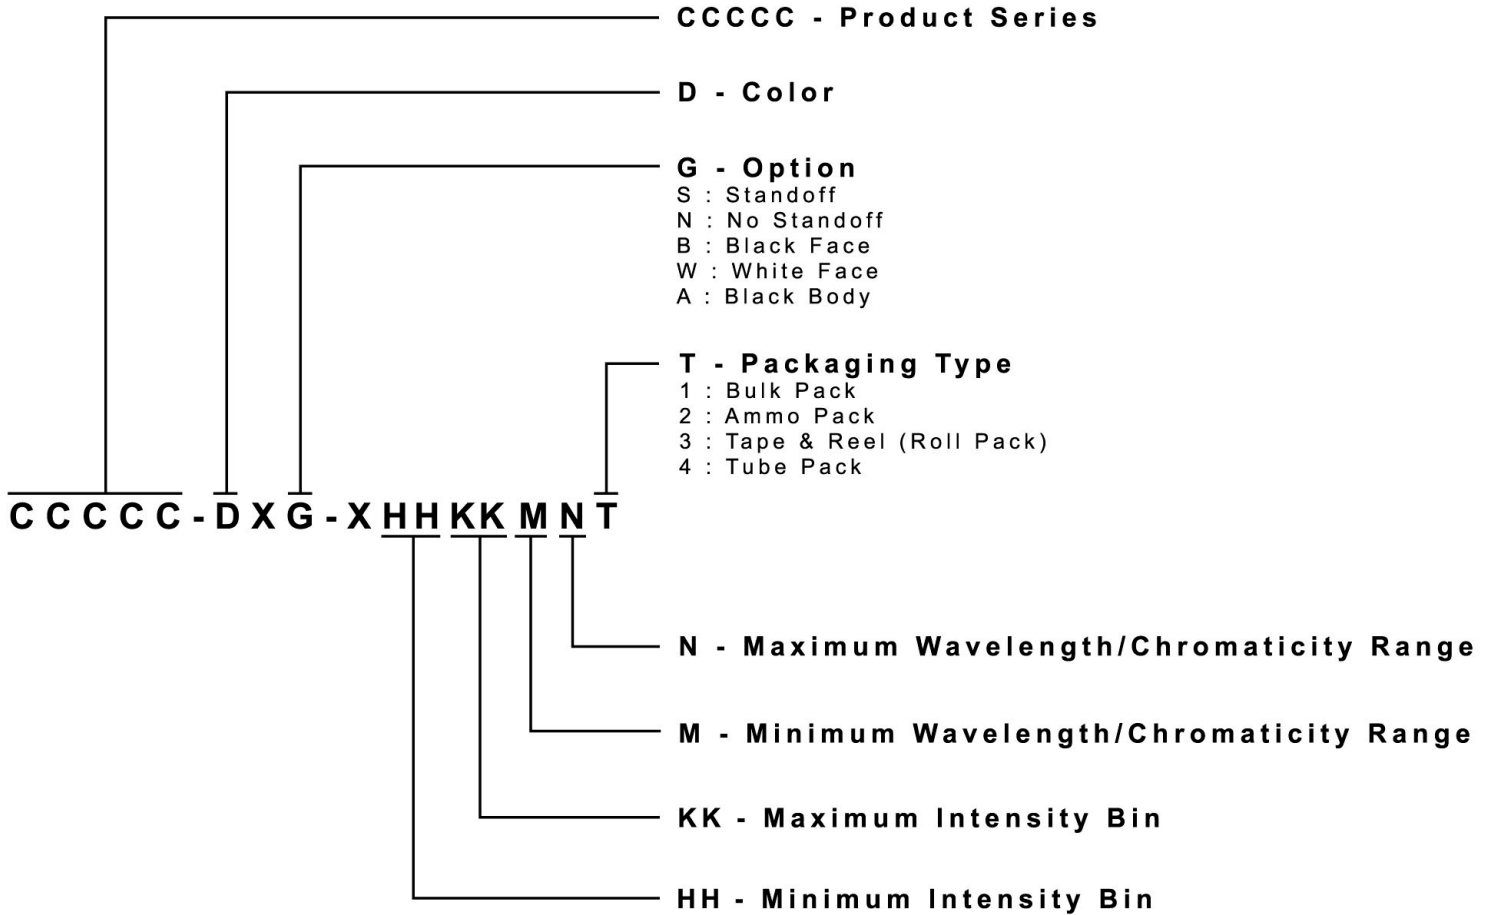 CCCCC - Product Series
D - Color
G - Option
S : Standoff
N : No Standoff
B : Black Face
W : White Face
A : Black Body
T - Packaging Type
1 : Bulk Pack
2 : Ammo Pack
3 : Tape & Reel (Roll Pack)
4 : Tube Pack
CCCCC-DXG-XHHKKMNT
N - Maximum Wavelength/Chromaticity Range
M - Minimum Wavelength/Chromaticity Range
KK - Maximum Intensity Bin
HH - Minimum Intensity Bin